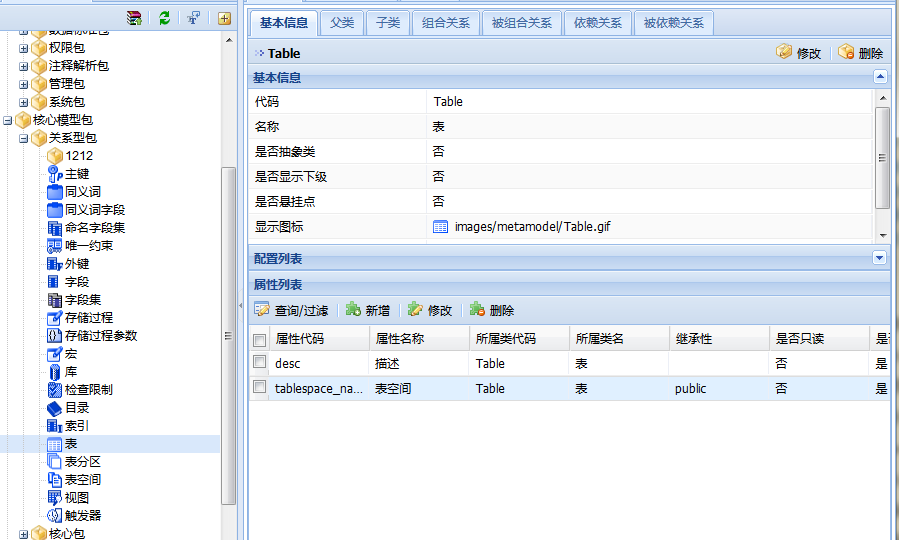 数据标准包
权限包
注释解析包
管理包
系统包
核心模型包
关系型包
1212
主键
同义词
同义词字段
命名字段集
唯一约束
外键
字段
字段集
存储过程
存储过程参数
宏
库
检查限制
目录
索引
表
表分区
表空间
视图
触发器
核心包
基本信息 父类 子类 组合关系 被组合关系 依赖关系 被依赖关系
Table 修改 删除
基本信息
代码 Table
名称 表
是否抽象类 否
是否显示下级 否
是否悬挂点 否
显示图标 images/metamodel/Table.gif
配置列表
属性列表
查询/过滤 新增 修改 删除
属性代码 属性名称 所属类代码 所属类名 继承性 是否只读 是
desc 描述 Table 表 否 是
tablespace_na... 表空间 Table 表 public 否 是